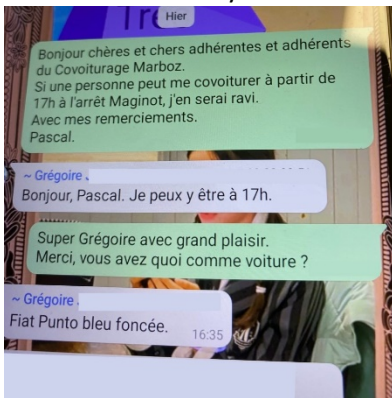 Hier
Bonjour chères et chers adhérentes et adhérents
du Covoiturage Marboz.
Si une personne peut me covoiturer à partir de
17h à l'arrêt Maginot, j'en serai ravi.
Avec mes remerciements.
Pascal.
~ Grégoire
Bonjour, Pascal. Je peux y être à 17h.
Super Grégoire avec grand plaisir.
Merci, vous avez quoi comme voiture ?
~ Grégoire
Fiat Punto bleu foncée.
16:35